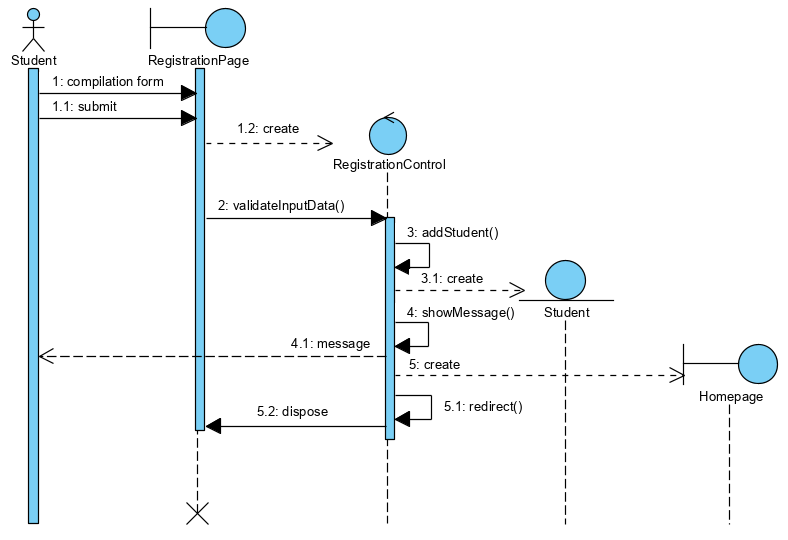 Student
RegistrationPage
1: compilation form
1.1: submit
1.2: create
RegistrationControl
2: validateInputData()
3: addStudent()
3.1: create
Student
4: showMessage()
4.1: message
5: create
Homepage
5.1: redirect()
5.2: dispose